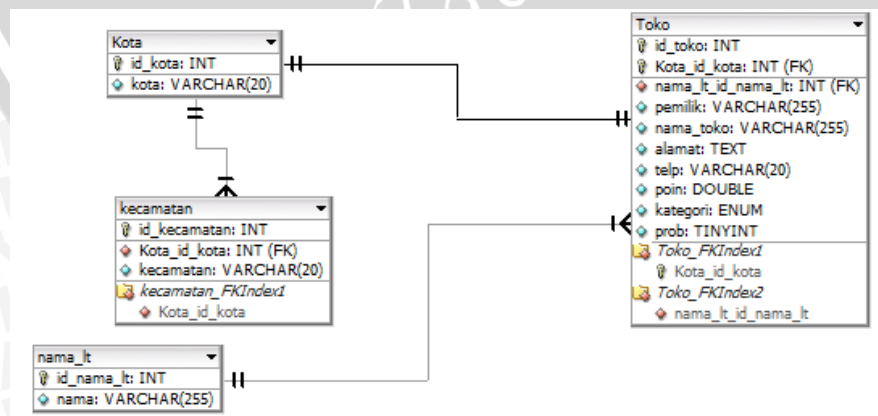 Kota
id_kota: INT
kota: VARCHAR(20)
kecamatan
id_kecamatan: INT
Kota_id_kota: INT (FK)
kecamatan: VARCHAR(20)
kecamatan_FKIndex1
Kota_id_kota
nama_lt
id_nama_lt: INT
nama: VARCHAR(255)
Toko
id_toko: INT
Kota_id_kota: INT (FK)
nama_lt_id_nama_lt: INT (FK)
pemilik: VARCHAR(255)
nama_toko: VARCHAR(255)
alamat: TEXT
telp: VARCHAR(20)
poin: DOUBLE
kategori: ENUM
prob: TINYINT
Toko_FKIndex1
Kota_id_kota
Toko_FKIndex2
nama_lt_id_nama_lt